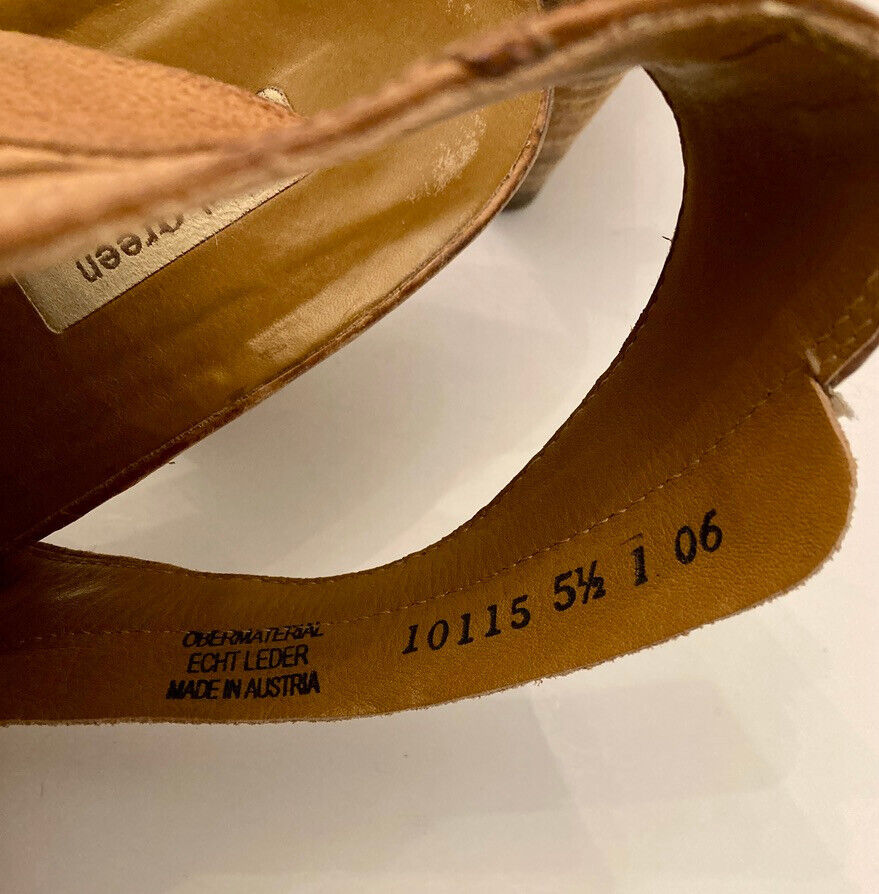 green
OBERMATERIAL
ECHT LEDER
MADE IN AUSTRIA
10115 5½ 1 06